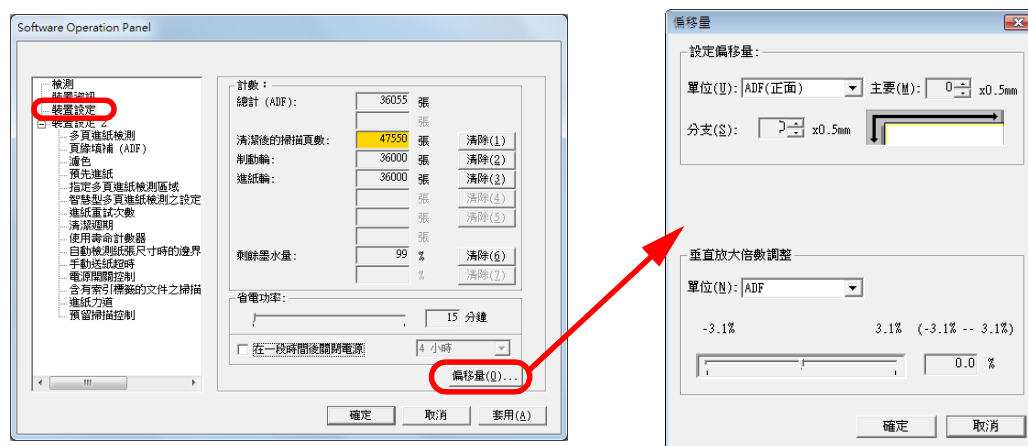 Software Operation Panel
檢測
裝置資訊
裝置設定
裝置設定 2
多頁進紙檢測
頁緣填補 (ADF)
濾色
預先進紙
指定多頁進紙檢測區域
智慧型多頁進紙檢測之設定
進紙重試次數
清潔週期
使用壽命計數器
自動檢測紙張尺寸時的邊界
手動送紙超時
電源開關控制
含有索引標籤的文件之掃描
進紙力道
預留掃描控制
計數：
總計 (ADF): 36055 張
張
清潔後的掃描頁數: 47550 張 清除(1)
制動輪: 36000 張 清除(2)
進紙輪: 36000 張 清除(3)
張 清除(4)
張 清除(5)
張
剩餘墨水量: 99 % 清除(6)
% 清除(7)
省電功率:
15 分鐘
在一段時間後關閉電源 4 小時
偏移量(O)...
確定 取消 套用(A)
偏移量
設定偏移量:
單位(U): ADF(正面) 主要(M): 0 x0.5mm
分支(S): x0.5mm
垂直放大倍數調整
單位(N): ADF
-3.1% 3.1% (-3.1% -- 3.1%)
0.0 %
確定 取消